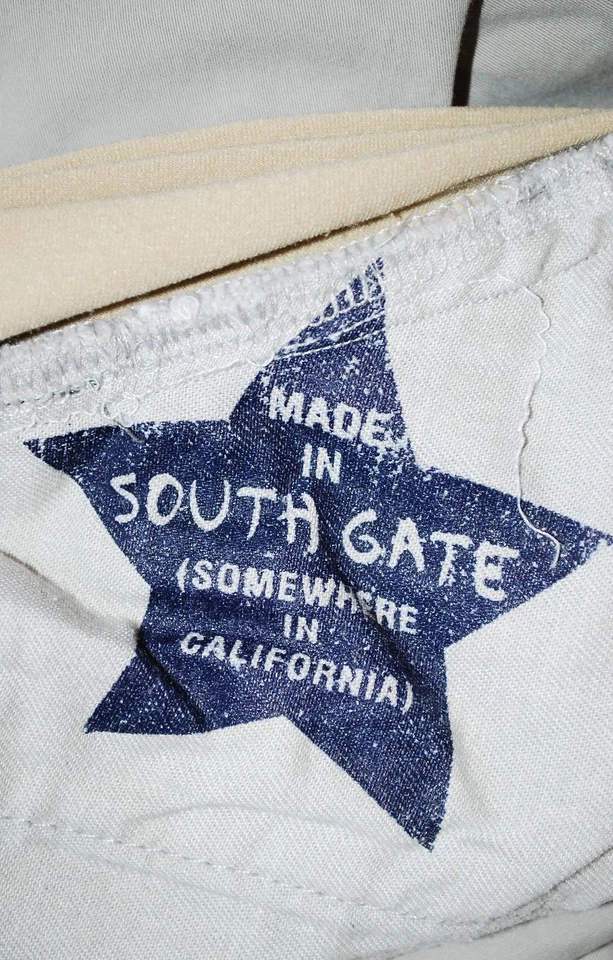 MADE
IN
SOUTH GATE
(SOMEWHERE
IN
CALIFORNIA)